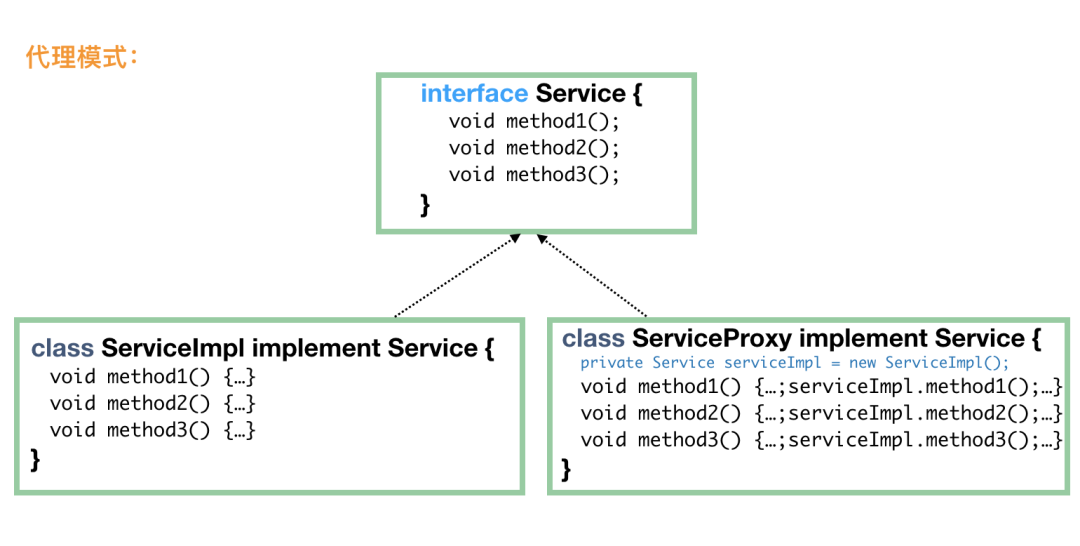 代理模式：
interface Service {
void method1();
void method2();
void method3();
}
class ServiceImpl implement Service {
void method1() {…}
void method2() {…}
void method3() {…}
}
class ServiceProxy implement Service {
private Service serviceImpl = new ServiceImpl();
void method1() {…;serviceImpl.method1();…}
void method2() {…;serviceImpl.method2();…}
void method3() {…;serviceImpl.method3();…}
}